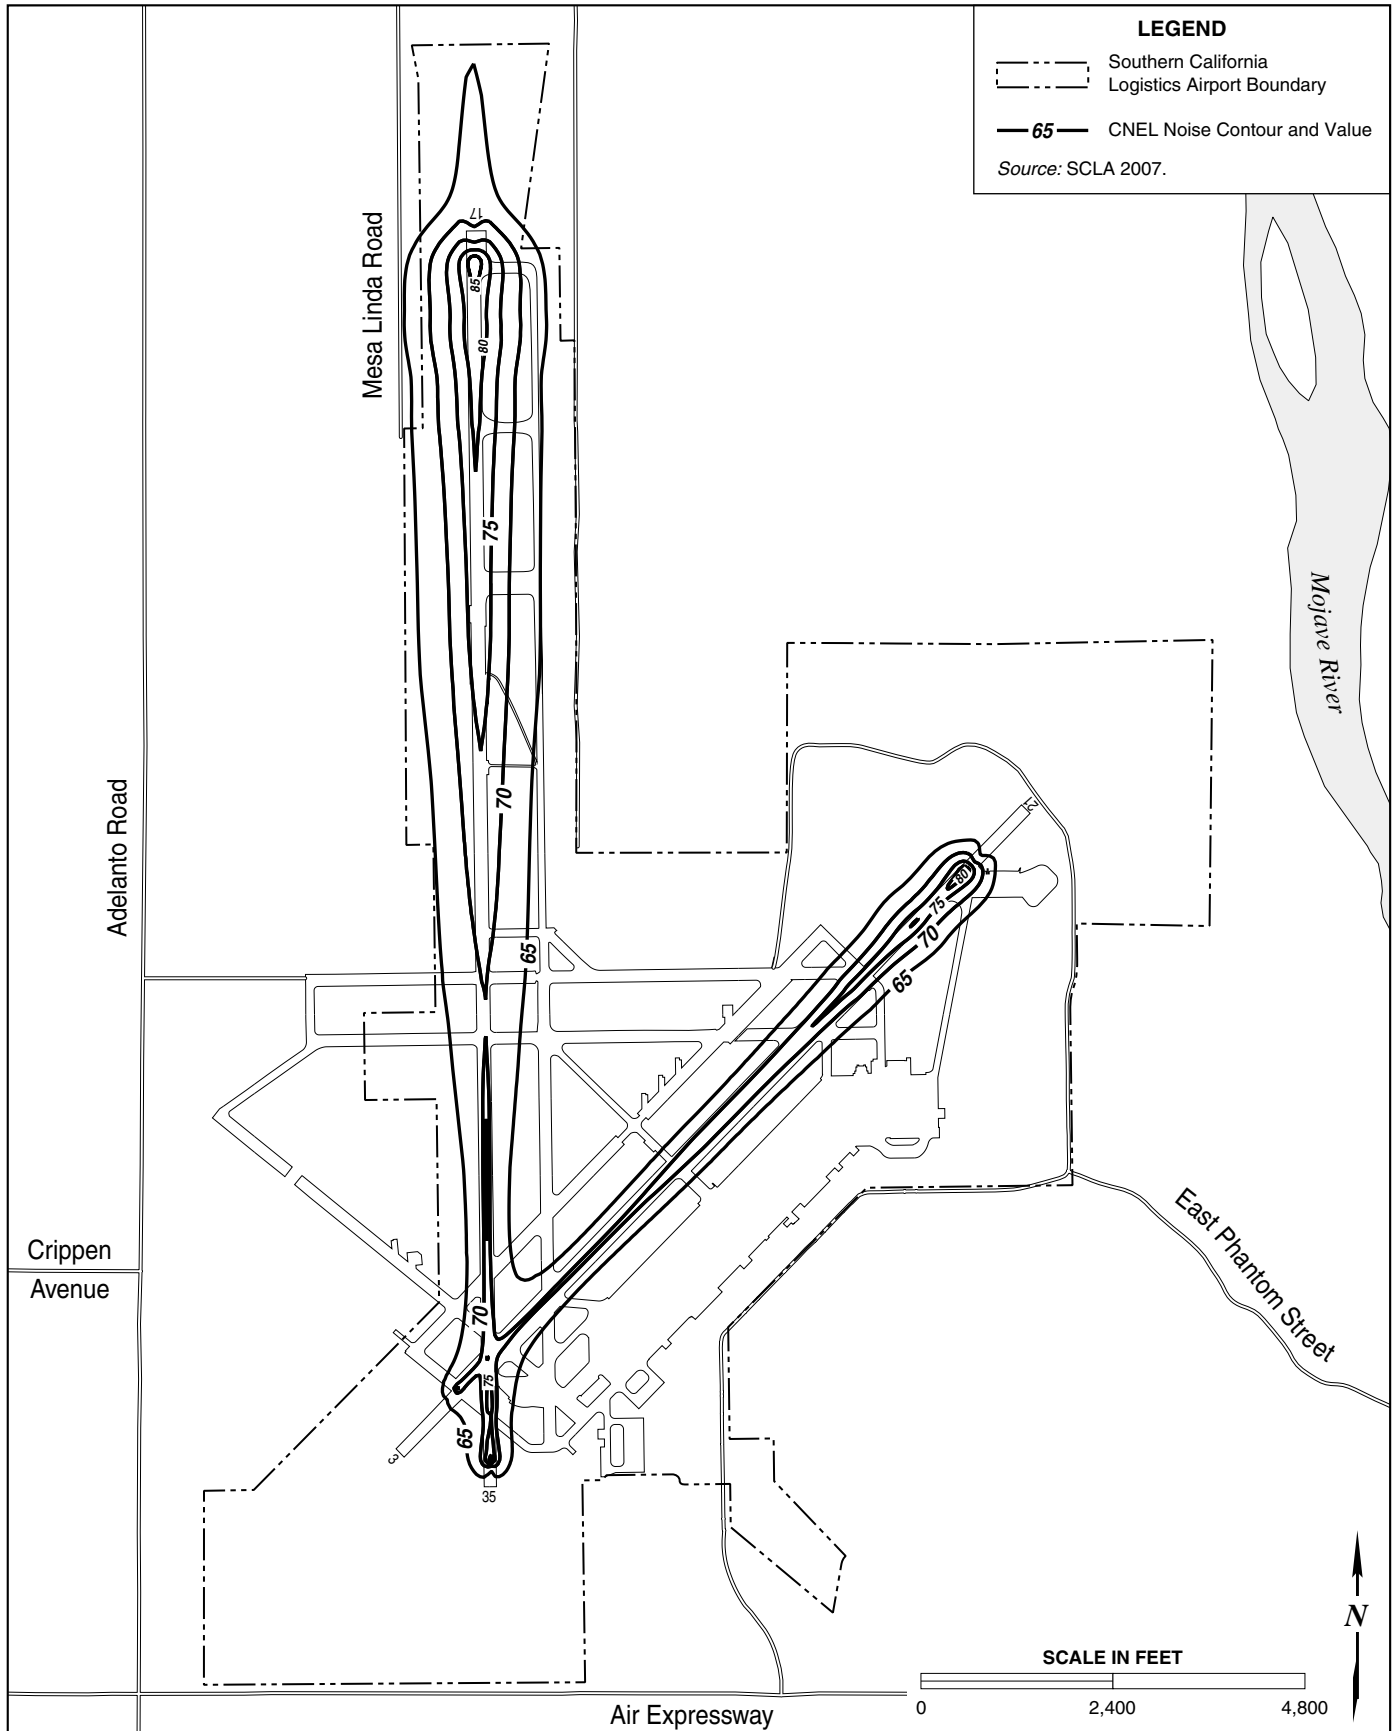 LEGEND
Southern California
Logistics Airport Boundary
65 CNEL Noise Contour and Value
Source: SCLA 2007.
17
Mesa Linda Road
85
80
75
Mojave River
70
Adelanto Road
21
80
75
70
65
65
East Phantom Street
Crippen
Avenue
70
75
65
3
35
N
SCALE IN FEET
0 2,400 4,800
Air Expressway